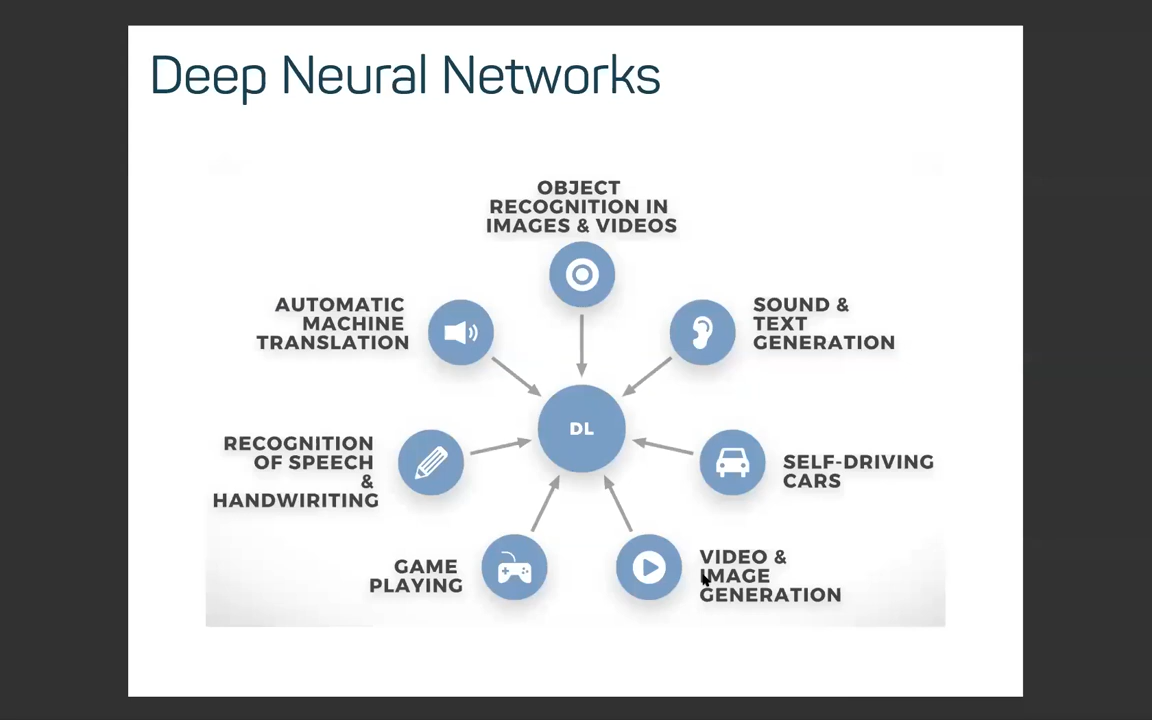 Deep Neural Networks
OBJECT
RECOGNITION IN
IMAGES & VIDEOS
AUTOMATIC
MACHINE
TRANSLATION
SOUND &
TEXT
GENERATION
DL
RECOGNITION
OF SPEECH
&
HANDWIRITING
SELF-DRIVING
CARS
GAME
PLAYING
VIDEO &
IMAGE
GENERATION